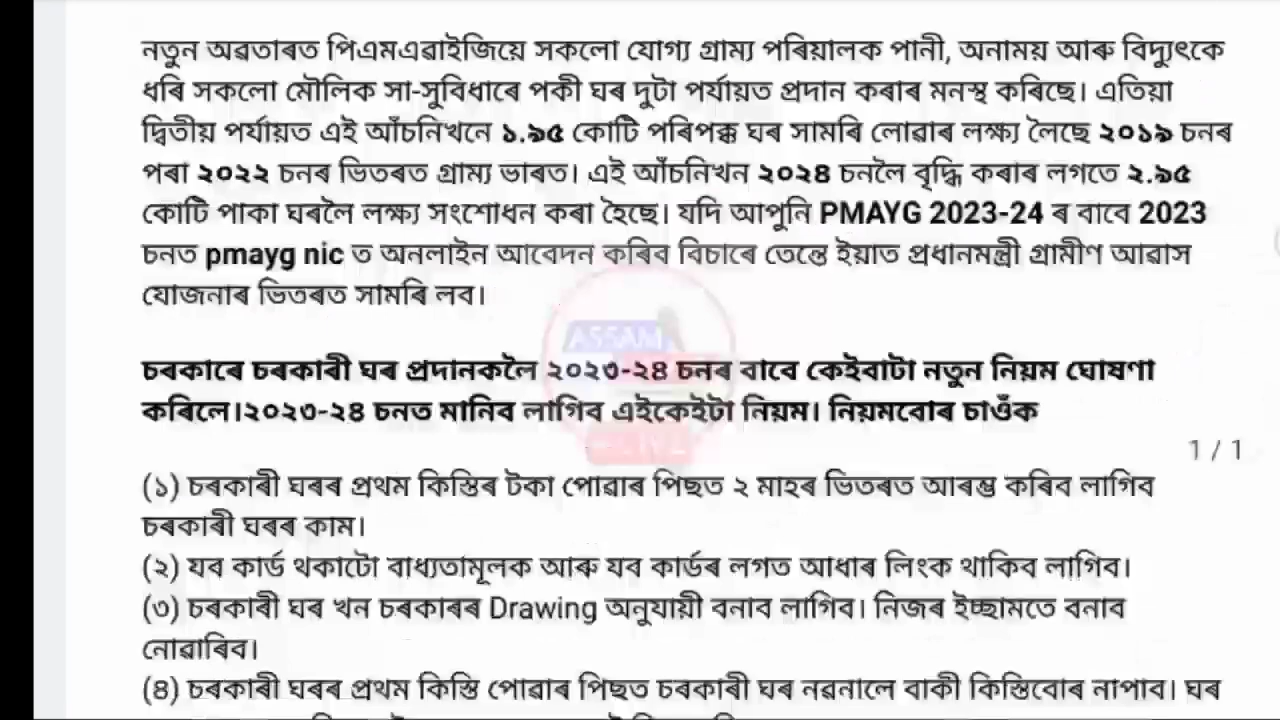 নতুন অৱতাৰত পিএমএৱাইজিয়ে সকলো যোগ্য গ্ৰাম্য পৰিয়ালক পানী, অনাময় আৰু বিদ্যুৎকে
ধৰি সকলো মৌলিক সা-সুবিধাৰে পকী ঘৰ দুটা পৰ্যায়ত প্ৰদান কৰাৰ মনস্থ কৰিছে। এতিয়া
দ্বিতীয় পৰ্যায়ত এই আঁচনিখনে ১.৯৫ কোটি পৰিপক্ক ঘৰ সামৰি লোৱাৰ লক্ষ্য লৈছে ২০১৯ চনৰ
পৰা ২০২২ চনৰ ভিতৰত গ্ৰাম্য ভাৰত। এই আঁচনিখন ২০২৪ চনলৈ বৃদ্ধি কৰাৰ লগতে ২.৯৫
কোটি পাকা ঘৰলৈ লক্ষ্য সংশোধন কৰা হৈছে। যদি আপুনি PMAYG 2023-24 ৰ বাবে 2023
চনত pmayg nic ত অনলাইন আবেদন কৰিব বিচাৰে তেন্তে ইয়াত প্ৰধানমন্ত্ৰী গ্ৰামীণ আৱাস
যোজনাৰ ভিতৰত সামৰি লব।
চৰকাৰে চৰকাৰী ঘৰ প্ৰদানকলৈ ২০২৩-২৪ চনৰ বাবে কেইবাটা নতুন নিয়ম ঘোষণা
কৰিলে।২০২৩-২৪ চনত মানিব লাগিব এইকেইটা নিয়ম। নিয়মবোৰ চাওঁক
ASSAM
1 / 1
(১) চৰকাৰী ঘৰৰ প্ৰথম কিস্তিৰ টকা পোৱাৰ পিছত ২ মাহৰ ভিতৰত আৰম্ভ কৰিব লাগিব
চৰকাৰী ঘৰৰ কাম।
(২) যব কাৰ্ড থকাটো বাধ্যতামূলক আৰু যব কাৰ্ডৰ লগত আধাৰ লিংক থাকিব লাগিব।
(৩) চৰকাৰী ঘৰ খন চৰকাৰৰ Drawing অনুযায়ী বনাব লাগিব। নিজৰ ইচ্ছামতে বনাব
নোৱাৰিব।
(৪) চৰকাৰী ঘৰৰ প্ৰথম কিস্তি পোৱাৰ পিছত চৰকাৰী ঘৰ নৱনালে বাকী কিস্তিবোৰ নাপাব। ঘৰ